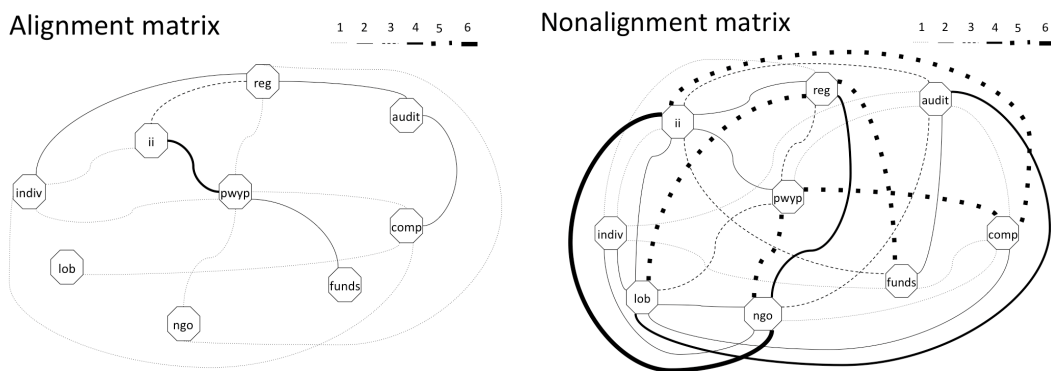 Alignment matrix
1 2 3 4 5 6
reg
audit
ii
indiv
pwyp
comp
lob
funds
ngo
Nonalignment matrix
1 2 3 4 5 6
reg
audit
ii
pwyp
indiv
comp
funds
lob
ngo